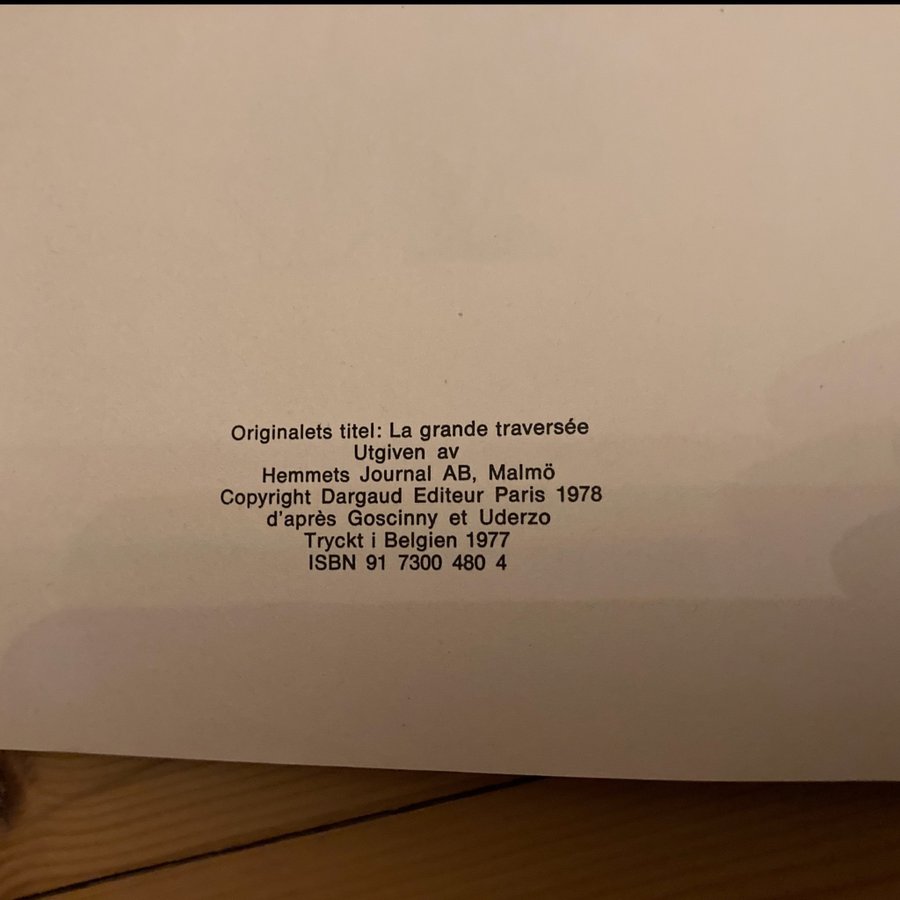 Originalets titel: La grande traversée
Utgiven av
Hemmets Journal AB, Malmö
Copyright Dargaud Editeur Paris 1978
d'après Goscinny et Uderzo
Tryckt i Belgien 1977
ISBN 91 7300 480 4